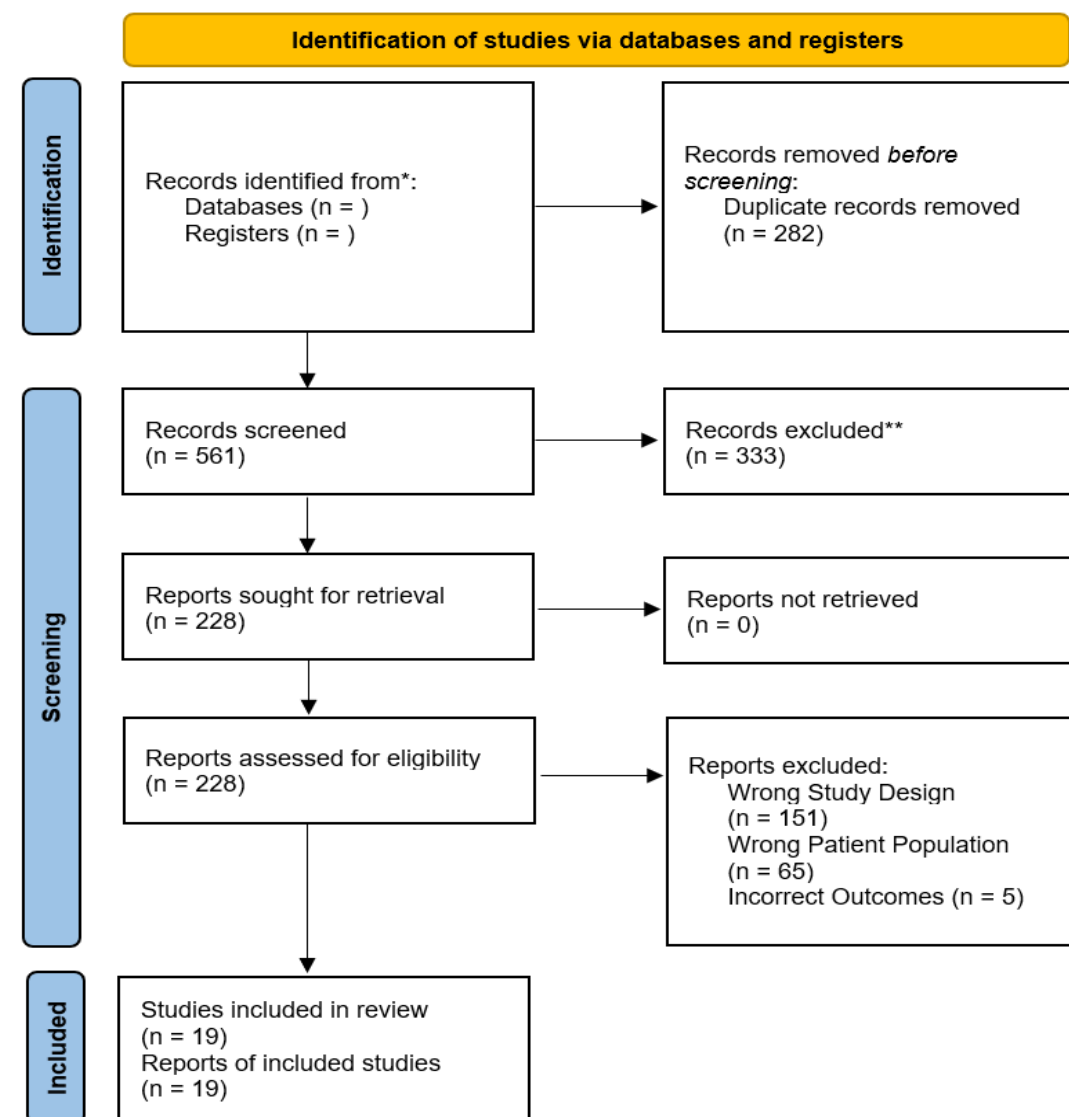 Identification of studies via databases and registers
Identification
Records identified from*:
Databases (n = )
Registers (n = )
Records removed before
screening:
Duplicate records removed
(n = 282)
Screening
Records screened
(n = 561)
Records excluded**
(n = 333)
Reports sought for retrieval
(n = 228)
Reports not retrieved
(n = 0)
Reports assessed for eligibility
(n = 228)
Reports excluded:
Wrong Study Design
(n = 151)
Wrong Patient Population
(n = 65)
Incorrect Outcomes (n = 5)
Included
Studies included in review
(n = 19)
Reports of included studies
(n = 19)